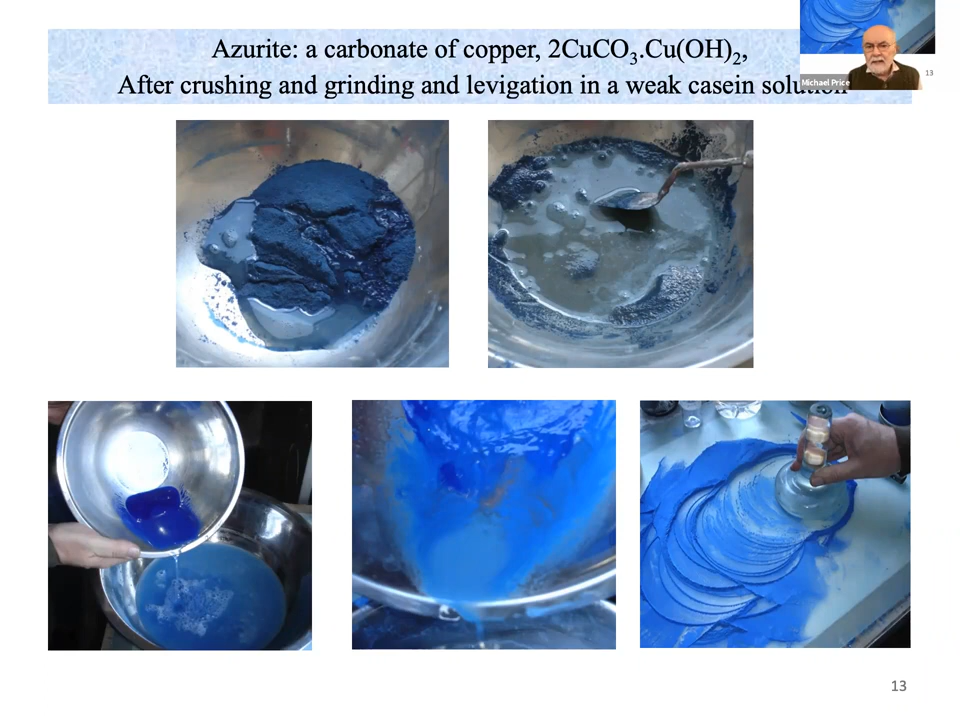 Azurite: a carbonate of copper, 2CuCO₃.Cu(OH)₂,
After crushing and grinding and levigation in a weak casein solution
Michael Price
13
13